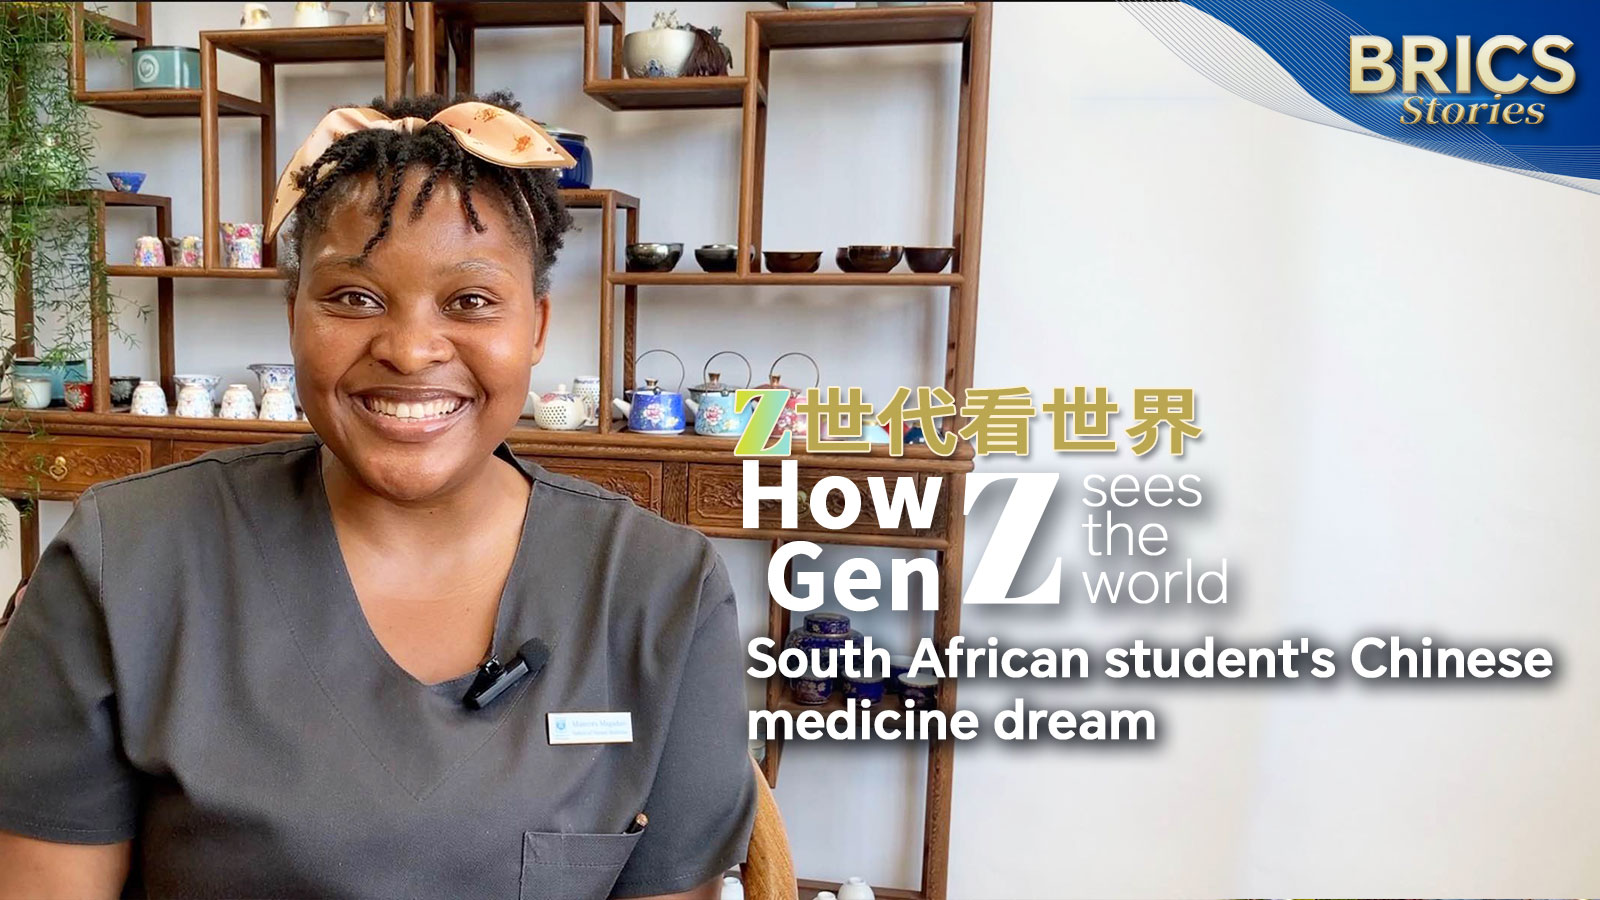 BRICS
Stories
Z世代看世界
How
Gen Z
sees
the
world
South African student's Chinese
medicine dream